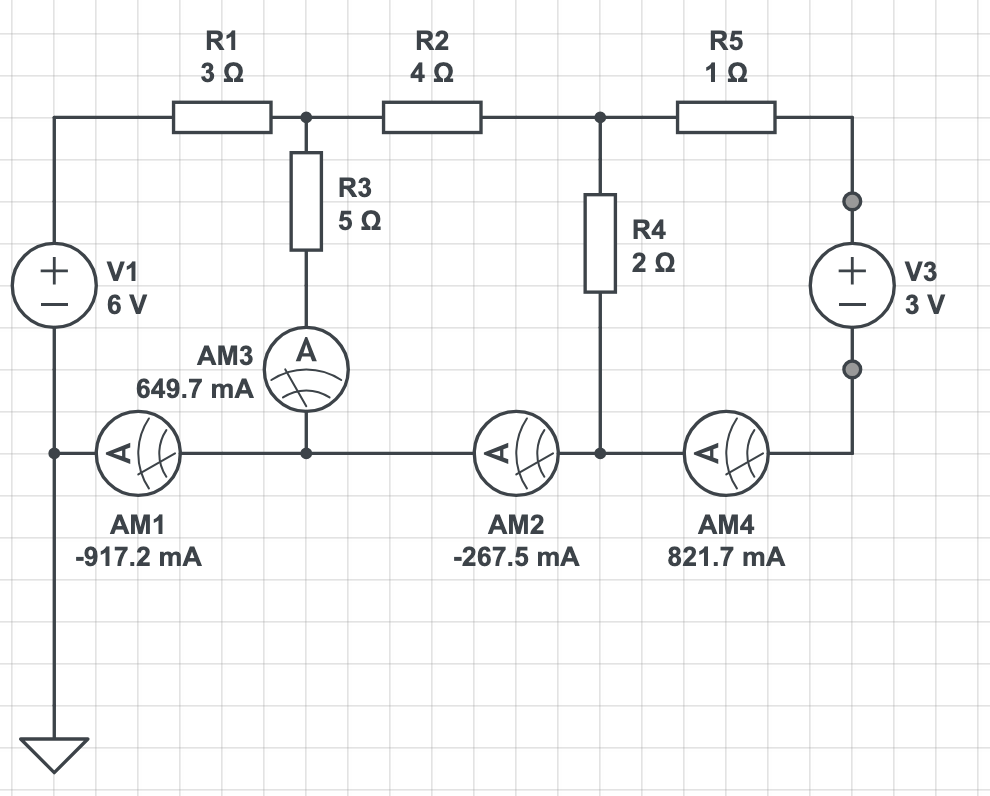 R1
3 Ω
R2
4 Ω
R5
1 Ω
R3
5 Ω
R4
2 Ω
V1
6 V
V3
3 V
A
AM3
649.7 mA
A
AM1
-917.2 mA
A
AM2
-267.5 mA
A
AM4
821.7 mA